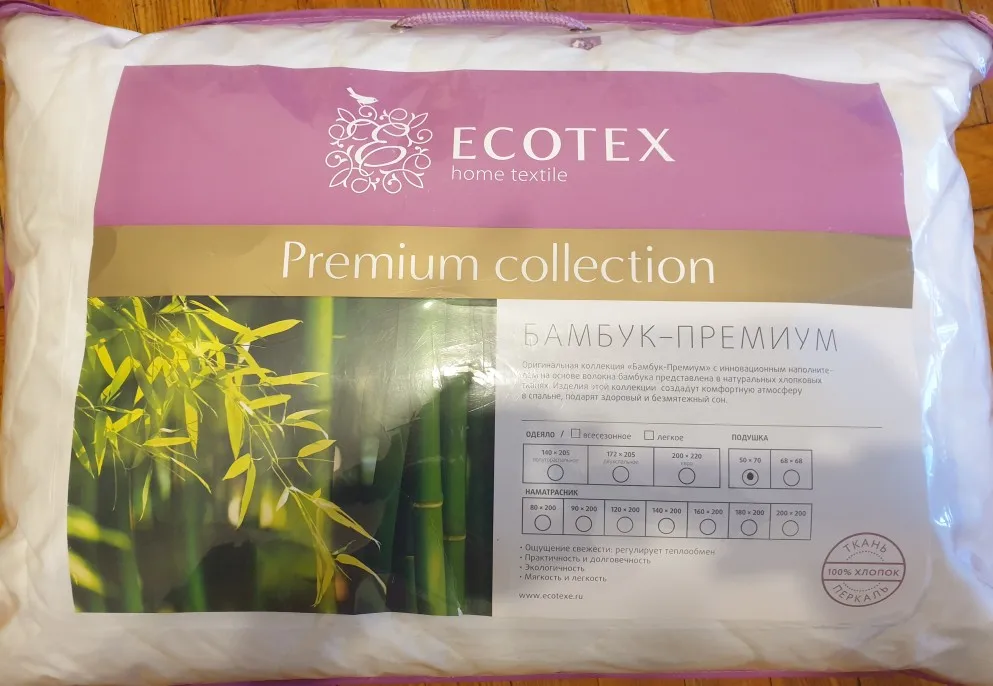 ECOTEX
home textile
Premium collection
БАМБУК-ПРЕМИУМ
Оригинальная коллекция «Бамбук-Премиум» с инновационным наполните-
лем на основе волокна бамбука представлена в натуральных хлопковых
тканях. Изделия этой коллекции создадут комфортную атмосферу
в спальне, подарят здоровый и безмятежный сон.
ОДЕЯЛО / всесезонное легкое ПОДУШКА
140 × 205 172 × 205 200 × 220 50 × 70 68 × 68
полутораспальное двуспальное евро
НАМАТРАСНИК
80 × 200 90 × 200 120 × 200 140 × 200 160 × 200 180 × 200 200 × 200
• Ощущение свежести: регулирует теплообмен
• Практичность и долговечность
• Экологичность
• Мягкость и легкость
www.ecotexe.ru
ТКАНЬ
100% ХЛОПОК
ПЕРКАЛЬ